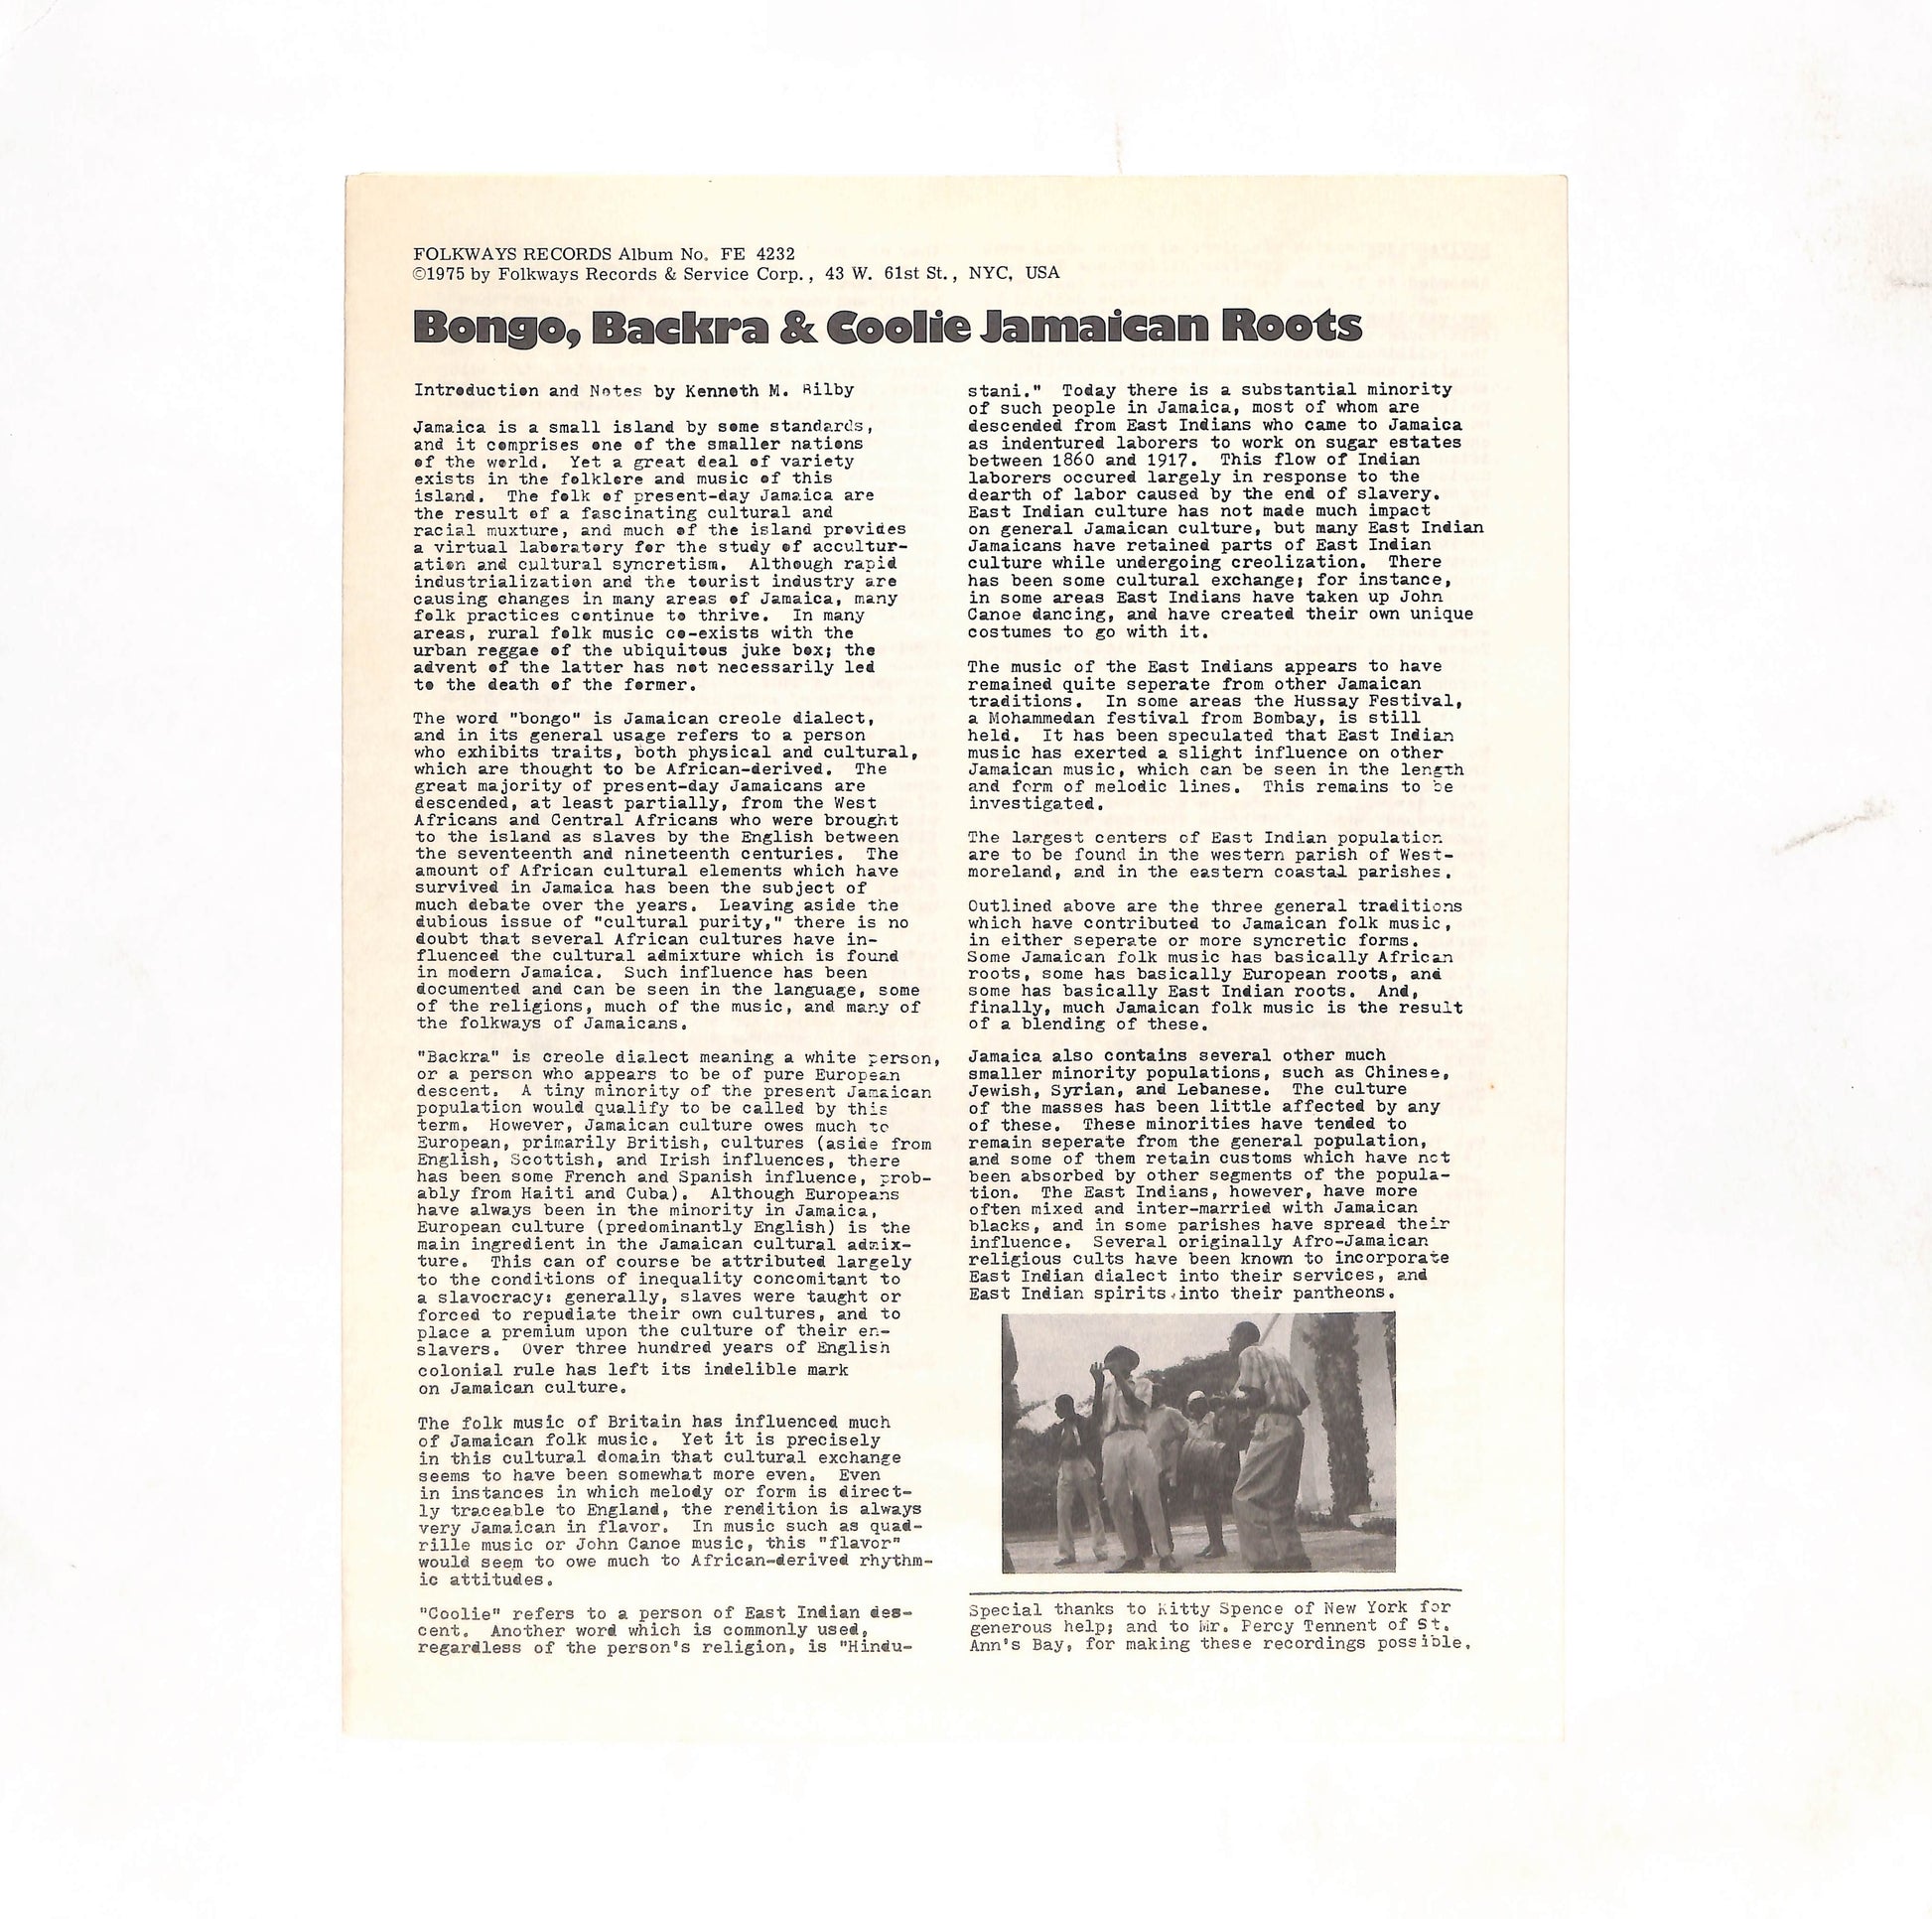 FOLKWAYS RECORDS Album No. FE 4232
©1975 by Folkways Records & Service Corp., 43 W. 61st St., NYC, USA
Bongo, Backra & Coolie Jamaican Roots
Introduction and Notes by Kenneth M. Bilby
Jamaica is a small island by some standards,
and it comprises one of the smaller nations
of the world. Yet a great deal of variety
exists in the folklore and music of this
island. The folk of present-day Jamaica are
the result of a fascinating cultural and
racial muxture, and much of the island provides
a virtual laboratory for the study of accultur-
ation and cultural syncretism. Although rapid
industrialization and the tourist industry are
causing changes in many areas of Jamaica, many
folk practices continue to thrive. In many
areas, rural folk music co-exists with the
urban reggae of the ubiquitous juke box; the
advent of the latter has not necessarily led
to the death of the former.
The word "bongo" is Jamaican creole dialect,
and in its general usage refers to a person
who exhibits traits, both physical and cultural,
which are thought to be African-derived. The
great majority of present-day Jamaicans are
descended, at least partially, from the West
Africans and Central Africans who were brought
to the island as slaves by the English between
the seventeenth and nineteenth centuries. The
amount of African cultural elements which have
survived in Jamaica has been the subject of
much debate over the years. Leaving aside the
dubious issue of "cultural purity," there is no
doubt that several African cultures have in-
fluenced the cultural admixture which is found
in modern Jamaica. Such influence has been
documented and can be seen in the language, some
of the religions, much of the music, and many of
the folkways of Jamaicans.
"Backra" is creole dialect meaning a white person,
or a person who appears to be of pure European
descent. A tiny minority of the present Jamaican
population would qualify to be called by this
term. However, Jamaican culture owes much to
European, primarily British, cultures (aside from
English, Scottish, and Irish influences, there
has been some French and Spanish influence, prob-
ably from Haiti and Cuba). Although Europeans
have always been in the minority in Jamaica,
European culture (predominantly English) is the
main ingredient in the Jamaican cultural admix-
ture. This can of course be attributed largely
to the conditions of inequality concomitant to
a slavocracy: generally, slaves were taught or
forced to repudiate their own cultures, and to
place a premium upon the culture of their en-
slavers. Over three hundred years of English
colonial rule has left its indelible mark
on Jamaican culture.
The folk music of Britain has influenced much
of Jamaican folk music. Yet it is precisely
in this cultural domain that cultural exchange
seems to have been somewhat more even. Even
in instances in which melody or form is direct-
ly traceable to England, the rendition is always
very Jamaican in flavor. In music such as quad-
rille music or John Canoe music, this "flavor"
would seem to owe much to African-derived rhythm-
ic attitudes.
"Coolie" refers to a person of East Indian des-
cent. Another word which is commonly used,
regardless of the person's religion, is "Hindu-
stani." Today there is a substantial minority
of such people in Jamaica, most of whom are
descended from East Indians who came to Jamaica
as indentured laborers to work on sugar estates
between 1860 and 1917. This flow of Indian
laborers occured largely in response to the
dearth of labor caused by the end of slavery.
East Indian culture has not made much impact
on general Jamaican culture, but many East Indian
Jamaicans have retained parts of East Indian
culture while undergoing creolization. There
has been some cultural exchange; for instance,
in some areas East Indians have taken up John
Canoe dancing, and have created their own unique
costumes to go with it.
The music of the East Indians appears to have
remained quite seperate from other Jamaican
traditions. In some areas the Hussay Festival,
a Mohammedan festival from Bombay, is still
held. It has been speculated that East Indian
music has exerted a slight influence on other
Jamaican music, which can be seen in the length
and form of melodic lines. This remains to be
investigated.
The largest centers of East Indian population
are to be found in the western parish of West-
moreland, and in the eastern coastal parishes.
Outlined above are the three general traditions
which have contributed to Jamaican folk music,
in either seperate or more syncretic forms.
Some Jamaican folk music has basically African
roots, some has basically European roots, and
some has basically East Indian roots. And,
finally, much Jamaican folk music is the result
of a blending of these.
Jamaica also contains several other much
smaller minority populations, such as Chinese,
Jewish, Syrian, and Lebanese. The culture
of the masses has been little affected by any
of these. These minorities have tended to
remain seperate from the general population,
and some of them retain customs which have not
been absorbed by other segments of the popula-
tion. The East Indians, however, have more
often mixed and inter-married with Jamaican
blacks, and in some parishes have spread their
influence. Several originally Afro-Jamaican
religious cults have been known to incorporate
East Indian dialect into their services, and
East Indian spirits into their pantheons.
Special thanks to Kitty Spence of New York for
generous help; and to Mr. Percy Tennent of St.
Ann's Bay, for making these recordings possible.